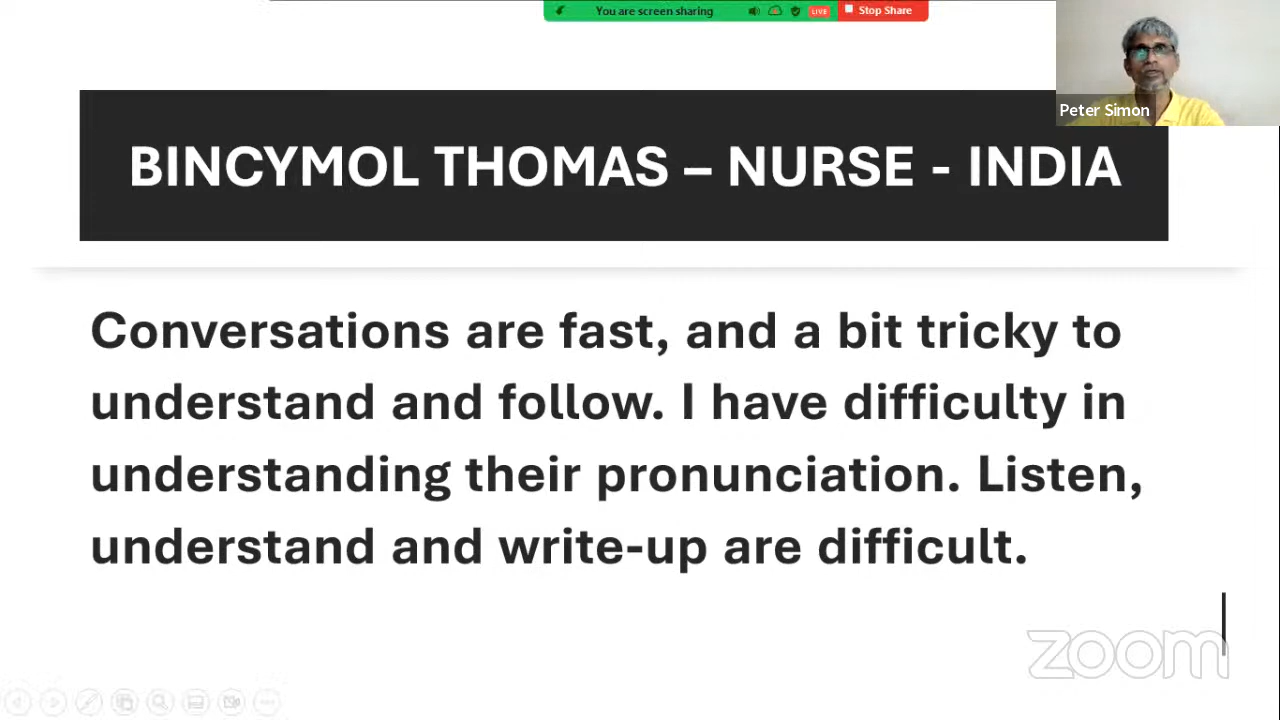 You are screen sharing LIVE Stop Share
Peter Simon
BINCYMOL THOMAS – NURSE - INDIA
Conversations are fast, and a bit tricky to
understand and follow. I have difficulty in
understanding their pronunciation. Listen,
understand and write-up are difficult.
zoom